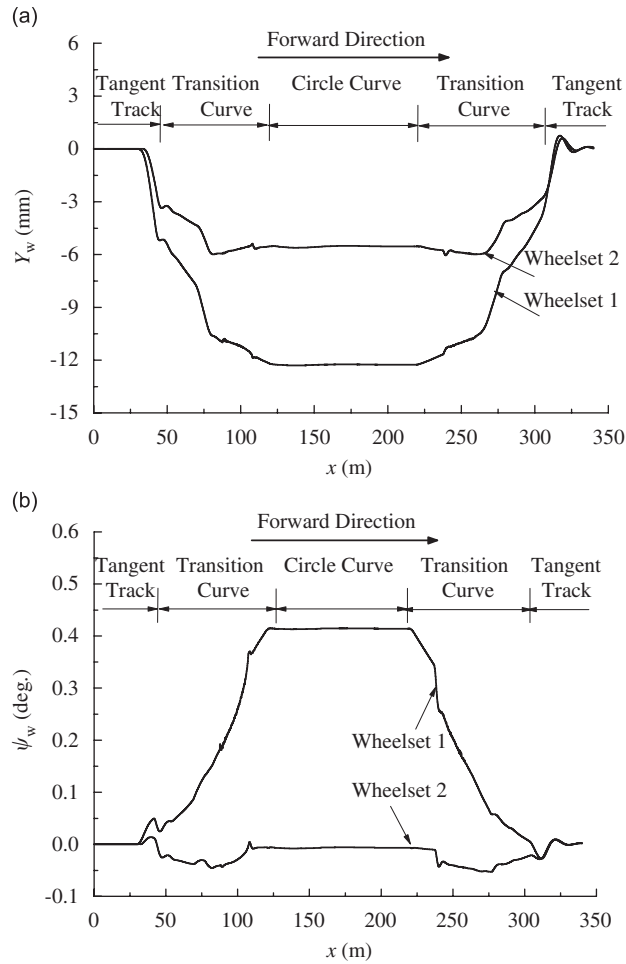 (a)
Forward Direction
Tangent Transition Circle Curve Transition Tangent
Track Curve Curve Track
6
3
0
-3
-6
-9
-12
-15
Y_w (mm)
Wheelset 2
Wheelset 1
0 50 100 150 200 250 300 350
x (m)
(b)
Forward Direction
Tangent Transition Circle Curve Transition Tangent
Track Curve Curve Track
0.6
0.5
0.4
0.3
0.2
0.1
0.0
-0.1
ψ_w (deg.)
Wheelset 1
Wheelset 2
0 50 100 150 200 250 300 350
x (m)